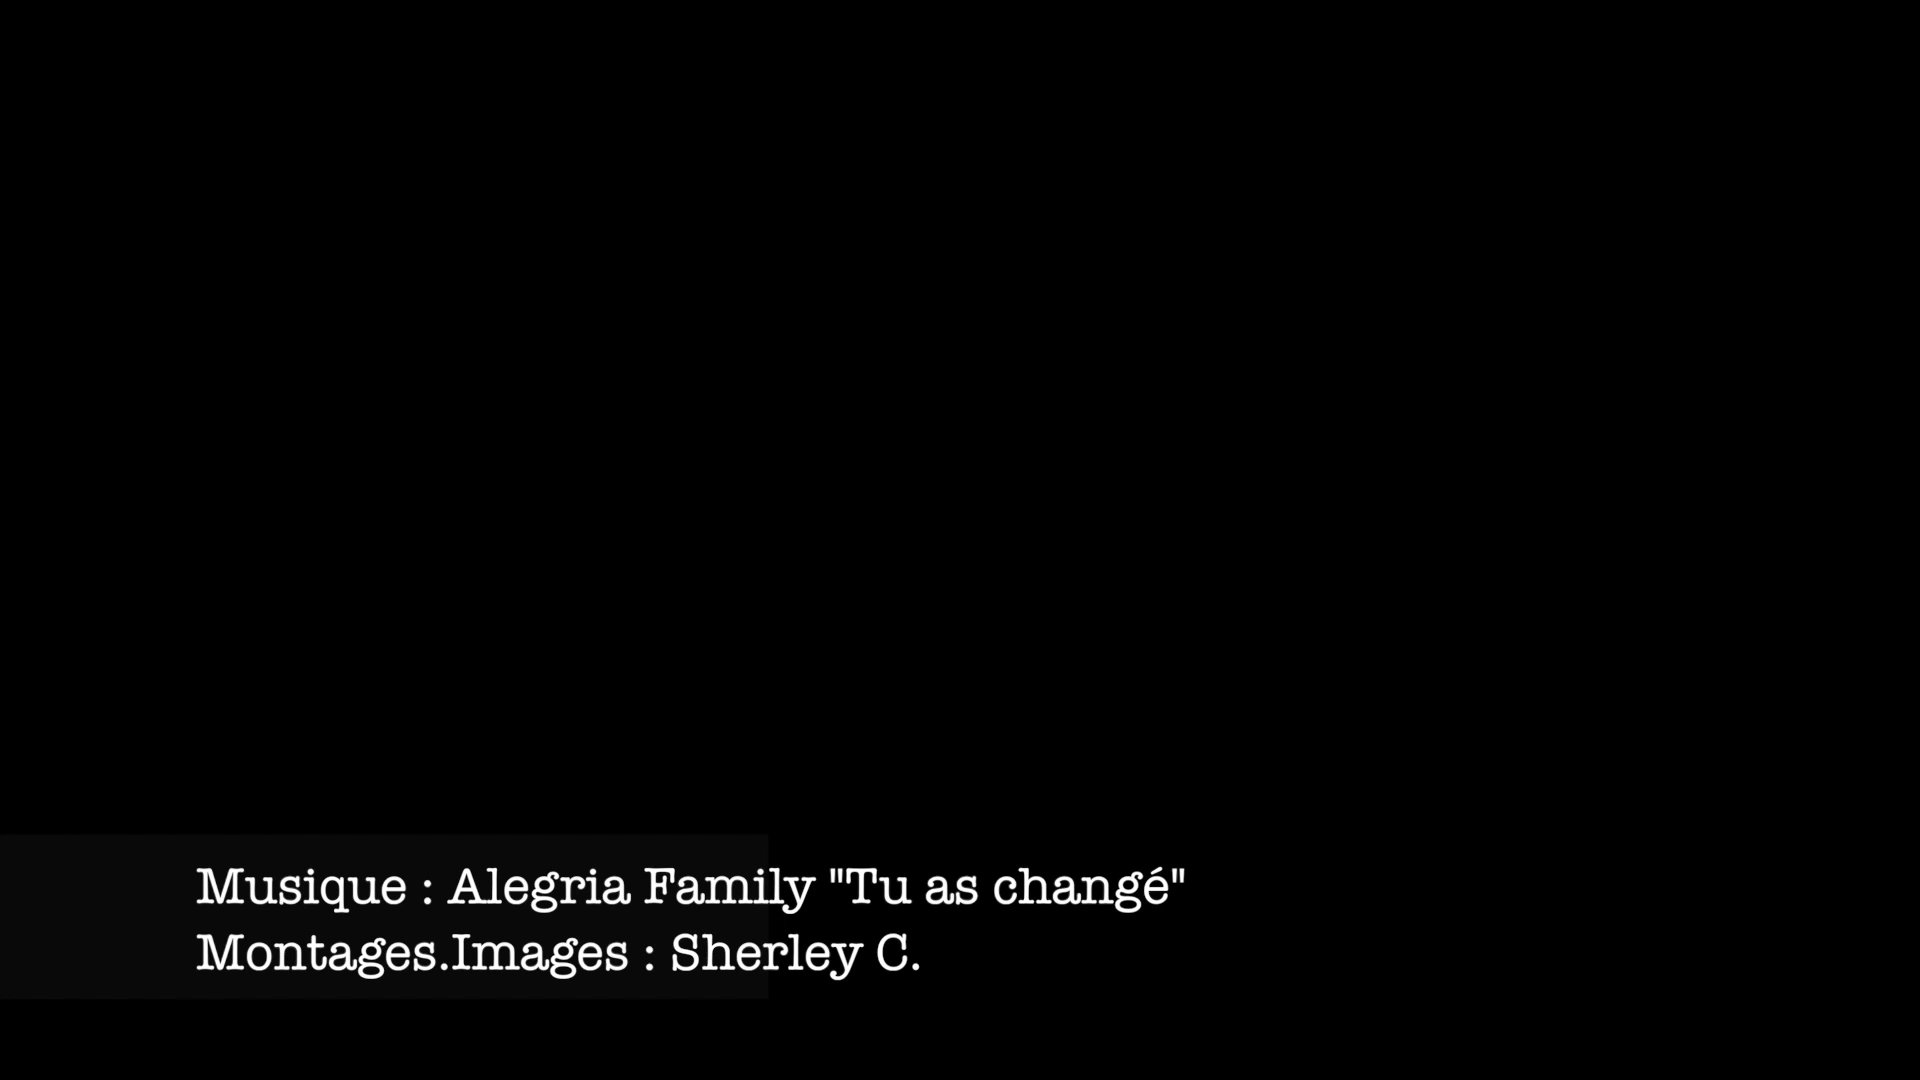 Musique : Alegria Family "Tu as changé"
Montages.Images : Sherley C.